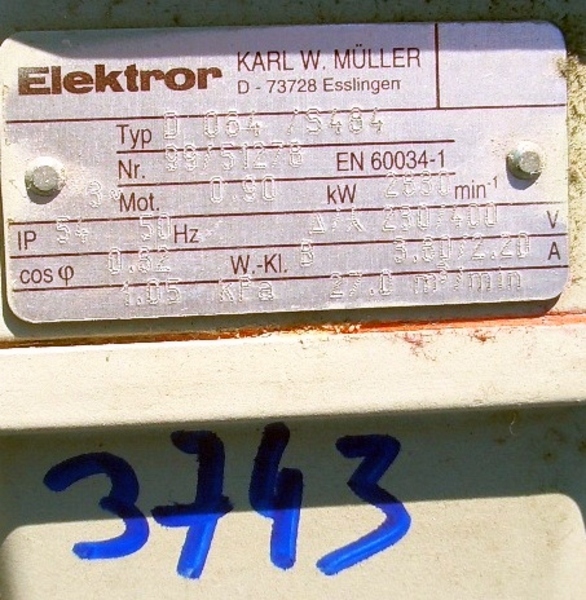 Elektror KARL W. MÜLLER
D - 73728 Esslingen
Typ D 064 /S484
Nr. 99/51278 EN 60034-1
3~ Mot. 0.90 kW 2830 min⁻¹
IP 54 50 Hz Δ/Y 230/400 V
cos φ 0.82 W.-Kl. B 3.80/2.20 A
1.05 kPa 27.0 m³/min
3743